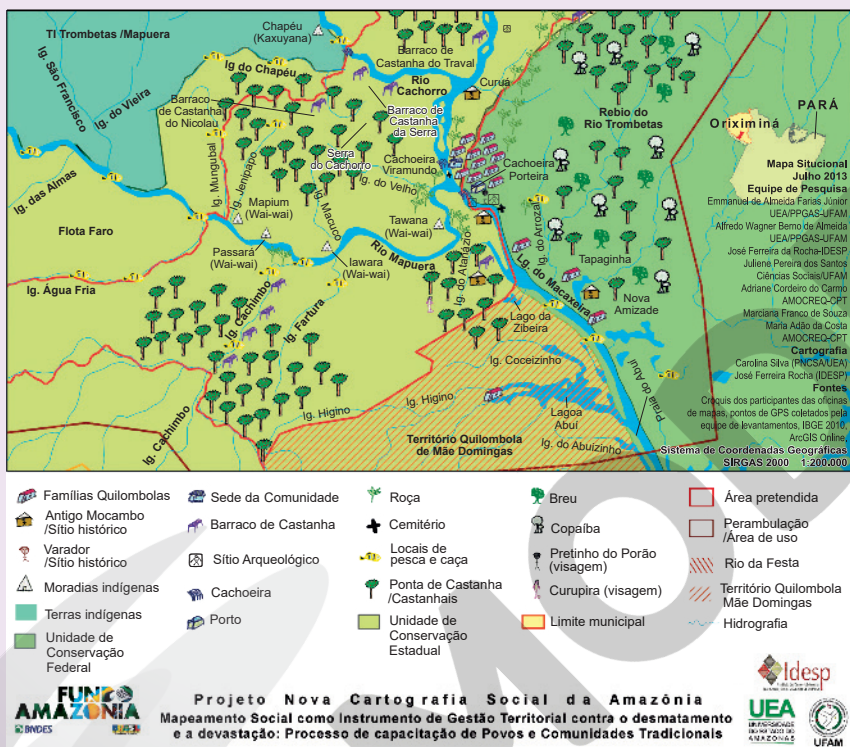 TI Trombetas /Mapuera
Chapéu
(Kaxuyana)
Ig. São Francisco
Ig. do Vieira
Ig do Chapéu
Barraco de
Castanha do Traval
Rio
Cachorro
Curuá
Barraco
de Castanha
do Nicolau
Barraco de
Castanha
da Serra
Serra
do Cachorro
Rebio do
Rio Trombetas
PARÁ
Oriximiná
Ig. das Almas
Ig. Mungubal
Ig. Jenipapo
Cachoeira
Viramundo
Cachoeira
Porteira
Ig. do Velho
Mapium
(Wai-wai)
Ig. Macuco
Tawana
(Wai-wai)
Flota Faro
Passará
(Wai-wai)
Iawara
(Wai-wai)
Rio Mapuera
Ig. do Atanázio
Ig. do Arrozal
Lg. do Macaxeira
Tapaginha
Nova
Amizade
Ig. Água Fria
Ig. Cachimbo
Ig. Fartura
Lago da
Zibeira
Ig. Coceizinho
Ig. Higino
Ig. Higino
Lagoa
Abuí
Praia do Abuí
Ig. Cachimbo
Território Quilombola
de Mãe Domingas
Ig. do Abuizinho
Mapa Situcional
Julho 2013
Equipe de Pesquisa
Emmanuel de Almeida Farias Júnior
UEA/PPGAS-UFAM
Alfredo Wagner Berno de Almeida
UEA/PPGAS-UFAM
José Ferreira da Rocha-IDESP
Juliene Pereira dos Santos
Ciências Sociais/UFAM
Adriane Cordeiro do Carmo
AMOCREQ-CPT
Marciana Franco de Souza
Maria Adão da Costa
AMOCREQ-CPT
Cartografia
Carolina Silva (PNCSA/UEA)
José Ferreira Rocha (IDESP)
Fontes
Croquis dos participantes das oficinas
de mapas, pontos de GPS coletados pela
equipe de levantamentos, IBGE 2010,
ArcGIS Online,
Sistema de Coordenadas Geográficas
SIRGAS 2000 1:200.000
Famílias Quilombolas
Antigo Mocambo
/Sítio histórico
Varador
/Sítio histórico
Moradias indígenas
Terras indígenas
Unidade de
Conservação
Federal
Sede da Comunidade
Barraco de Castanha
Sítio Arqueológico
Cachoeira
Porto
Roça
Cemitério
Locais de
pesca e caça
Ponta de Castanha
/Castanhais
Unidade de
Conservação
Estadual
Breu
Copaíba
Pretinho do Porão
(visagem)
Curupira (visagem)
Limite municipal
Área pretendida
Perambulação
/Área de uso
Rio da Festa
Território Quilombola
Mãe Domingas
Hidrografia
FUNDO
AMAZÔNIA
BNDES
Projeto Nova Cartografia Social da Amazônia
Mapeamento Social como Instrumento de Gestão Territorial contra o desmatamento
e a devastação: Processo de capacitação de Povos e Comunidades Tradicionais
Idesp
UEA
UNIVERSIDADE
DO ESTADO DO
AMAZONAS
UFAM